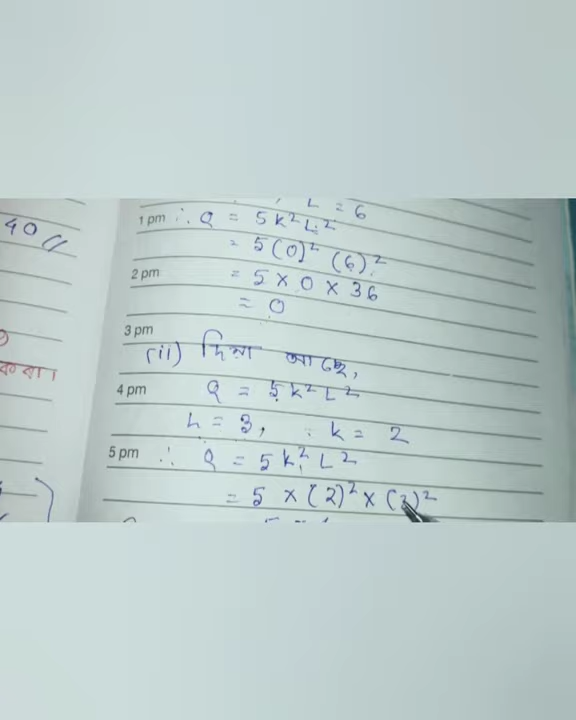 L = 6
40 //
1 pm ∴ Q = 5K²L²
= 5(0)² (6)²
2 pm = 5 × 0 × 36
= 0
3 pm
(ii) দিয়া আছে,
4 pm Q = 5K²L²
L = 3, K = 2
5 pm ∴ Q = 5K²L²
= 5 × (2)² × (3)²